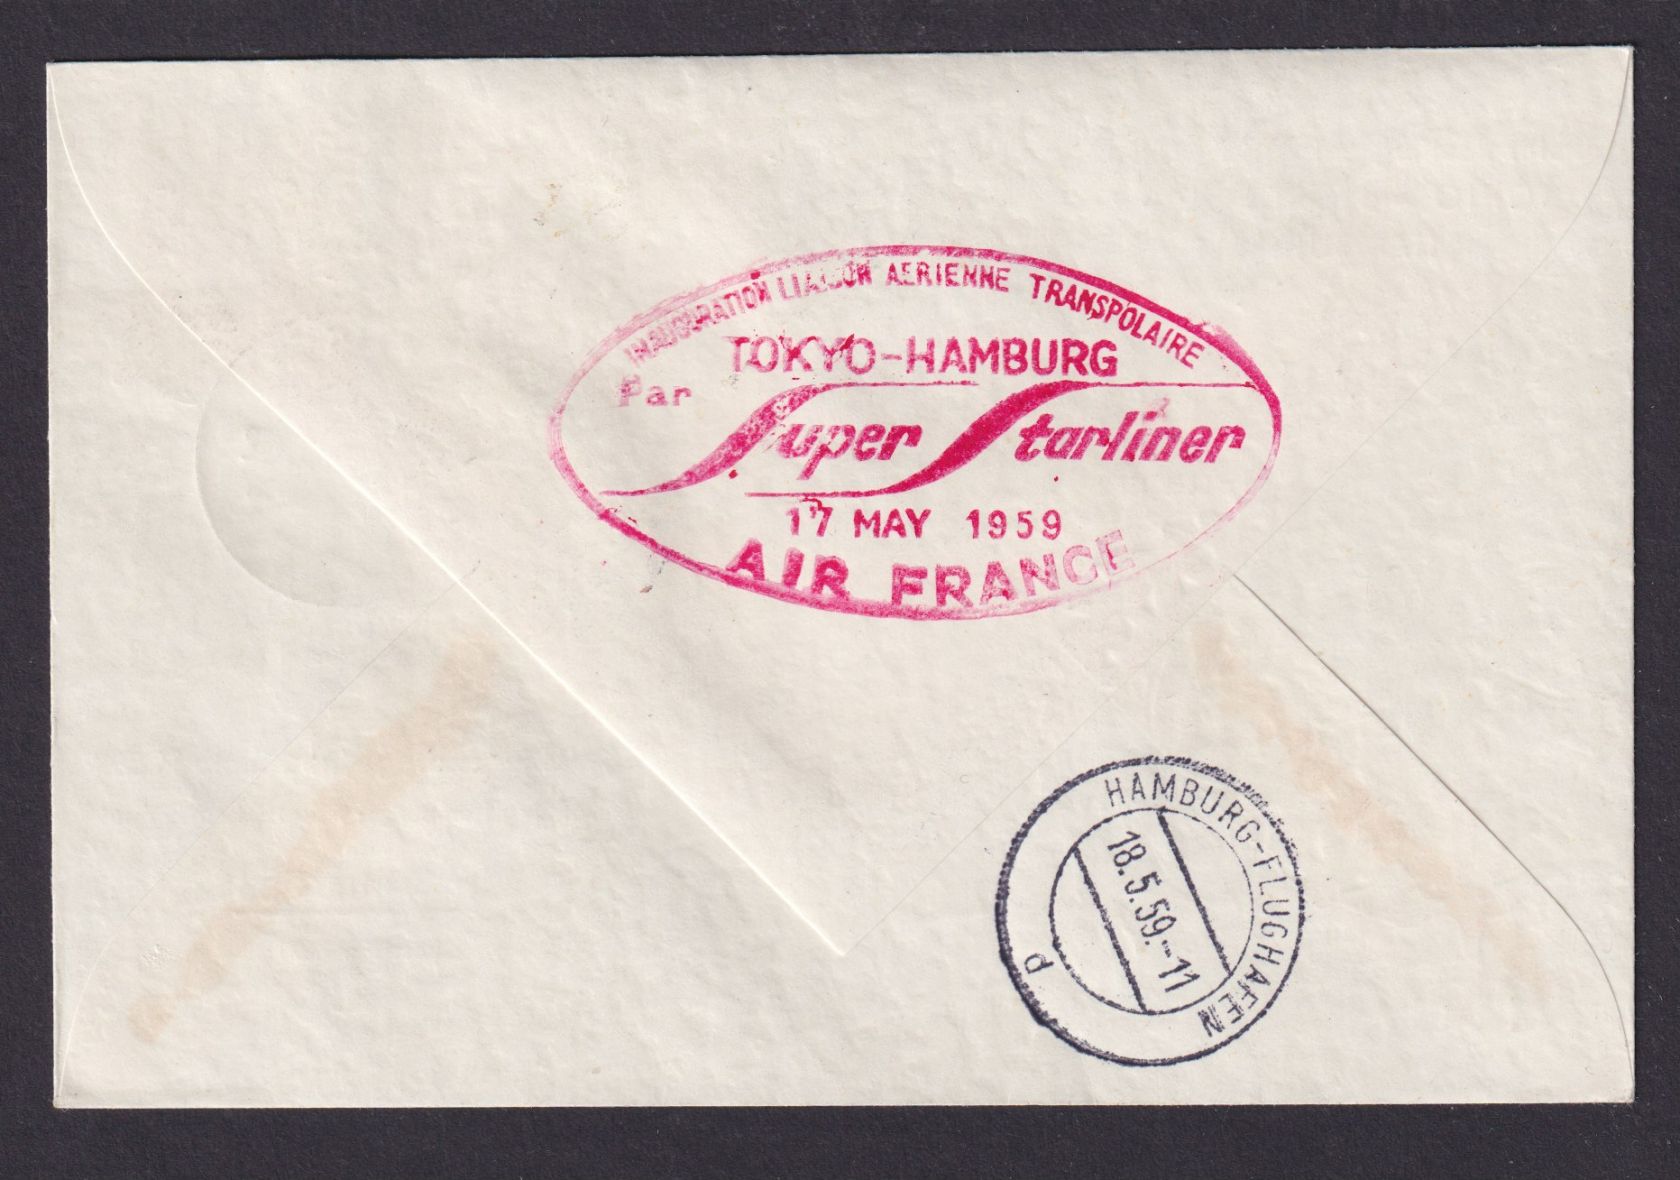 INAUGURATION LIAISON AERIENNE TRANSPOLAIRE
TOKYO-HAMBURG
Par
Super Starliner
17 MAY 1959
AIR FRANCE
HAMBURG-FLUGHAFEN
18.5.59.-11
p